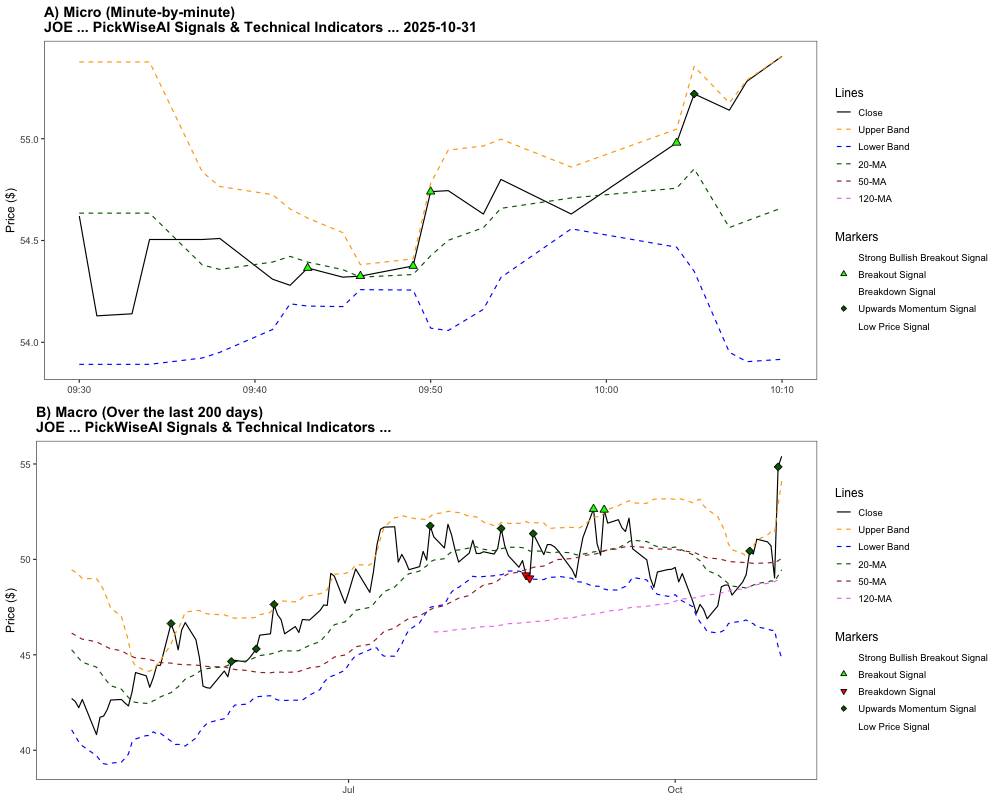 A) Micro (Minute-by-minute)
JOE ... PickWiseAI Signals & Technical Indicators ... 2025-10-31
Price ($)
55.0
54.5
54.0
09:30
09:40
09:50
10:00
10:10
Lines
Close
Upper Band
Lower Band
20-MA
50-MA
120-MA
Markers
Strong Bullish Breakout Signal
Breakout Signal
Breakdown Signal
Upwards Momentum Signal
Low Price Signal
B) Macro (Over the last 200 days)
JOE ... PickWiseAI Signals & Technical Indicators ...
Price ($)
55
50
45
40
Jul
Oct
Lines
Close
Upper Band
Lower Band
20-MA
50-MA
120-MA
Markers
Strong Bullish Breakout Signal
Breakout Signal
Breakdown Signal
Upwards Momentum Signal
Low Price Signal